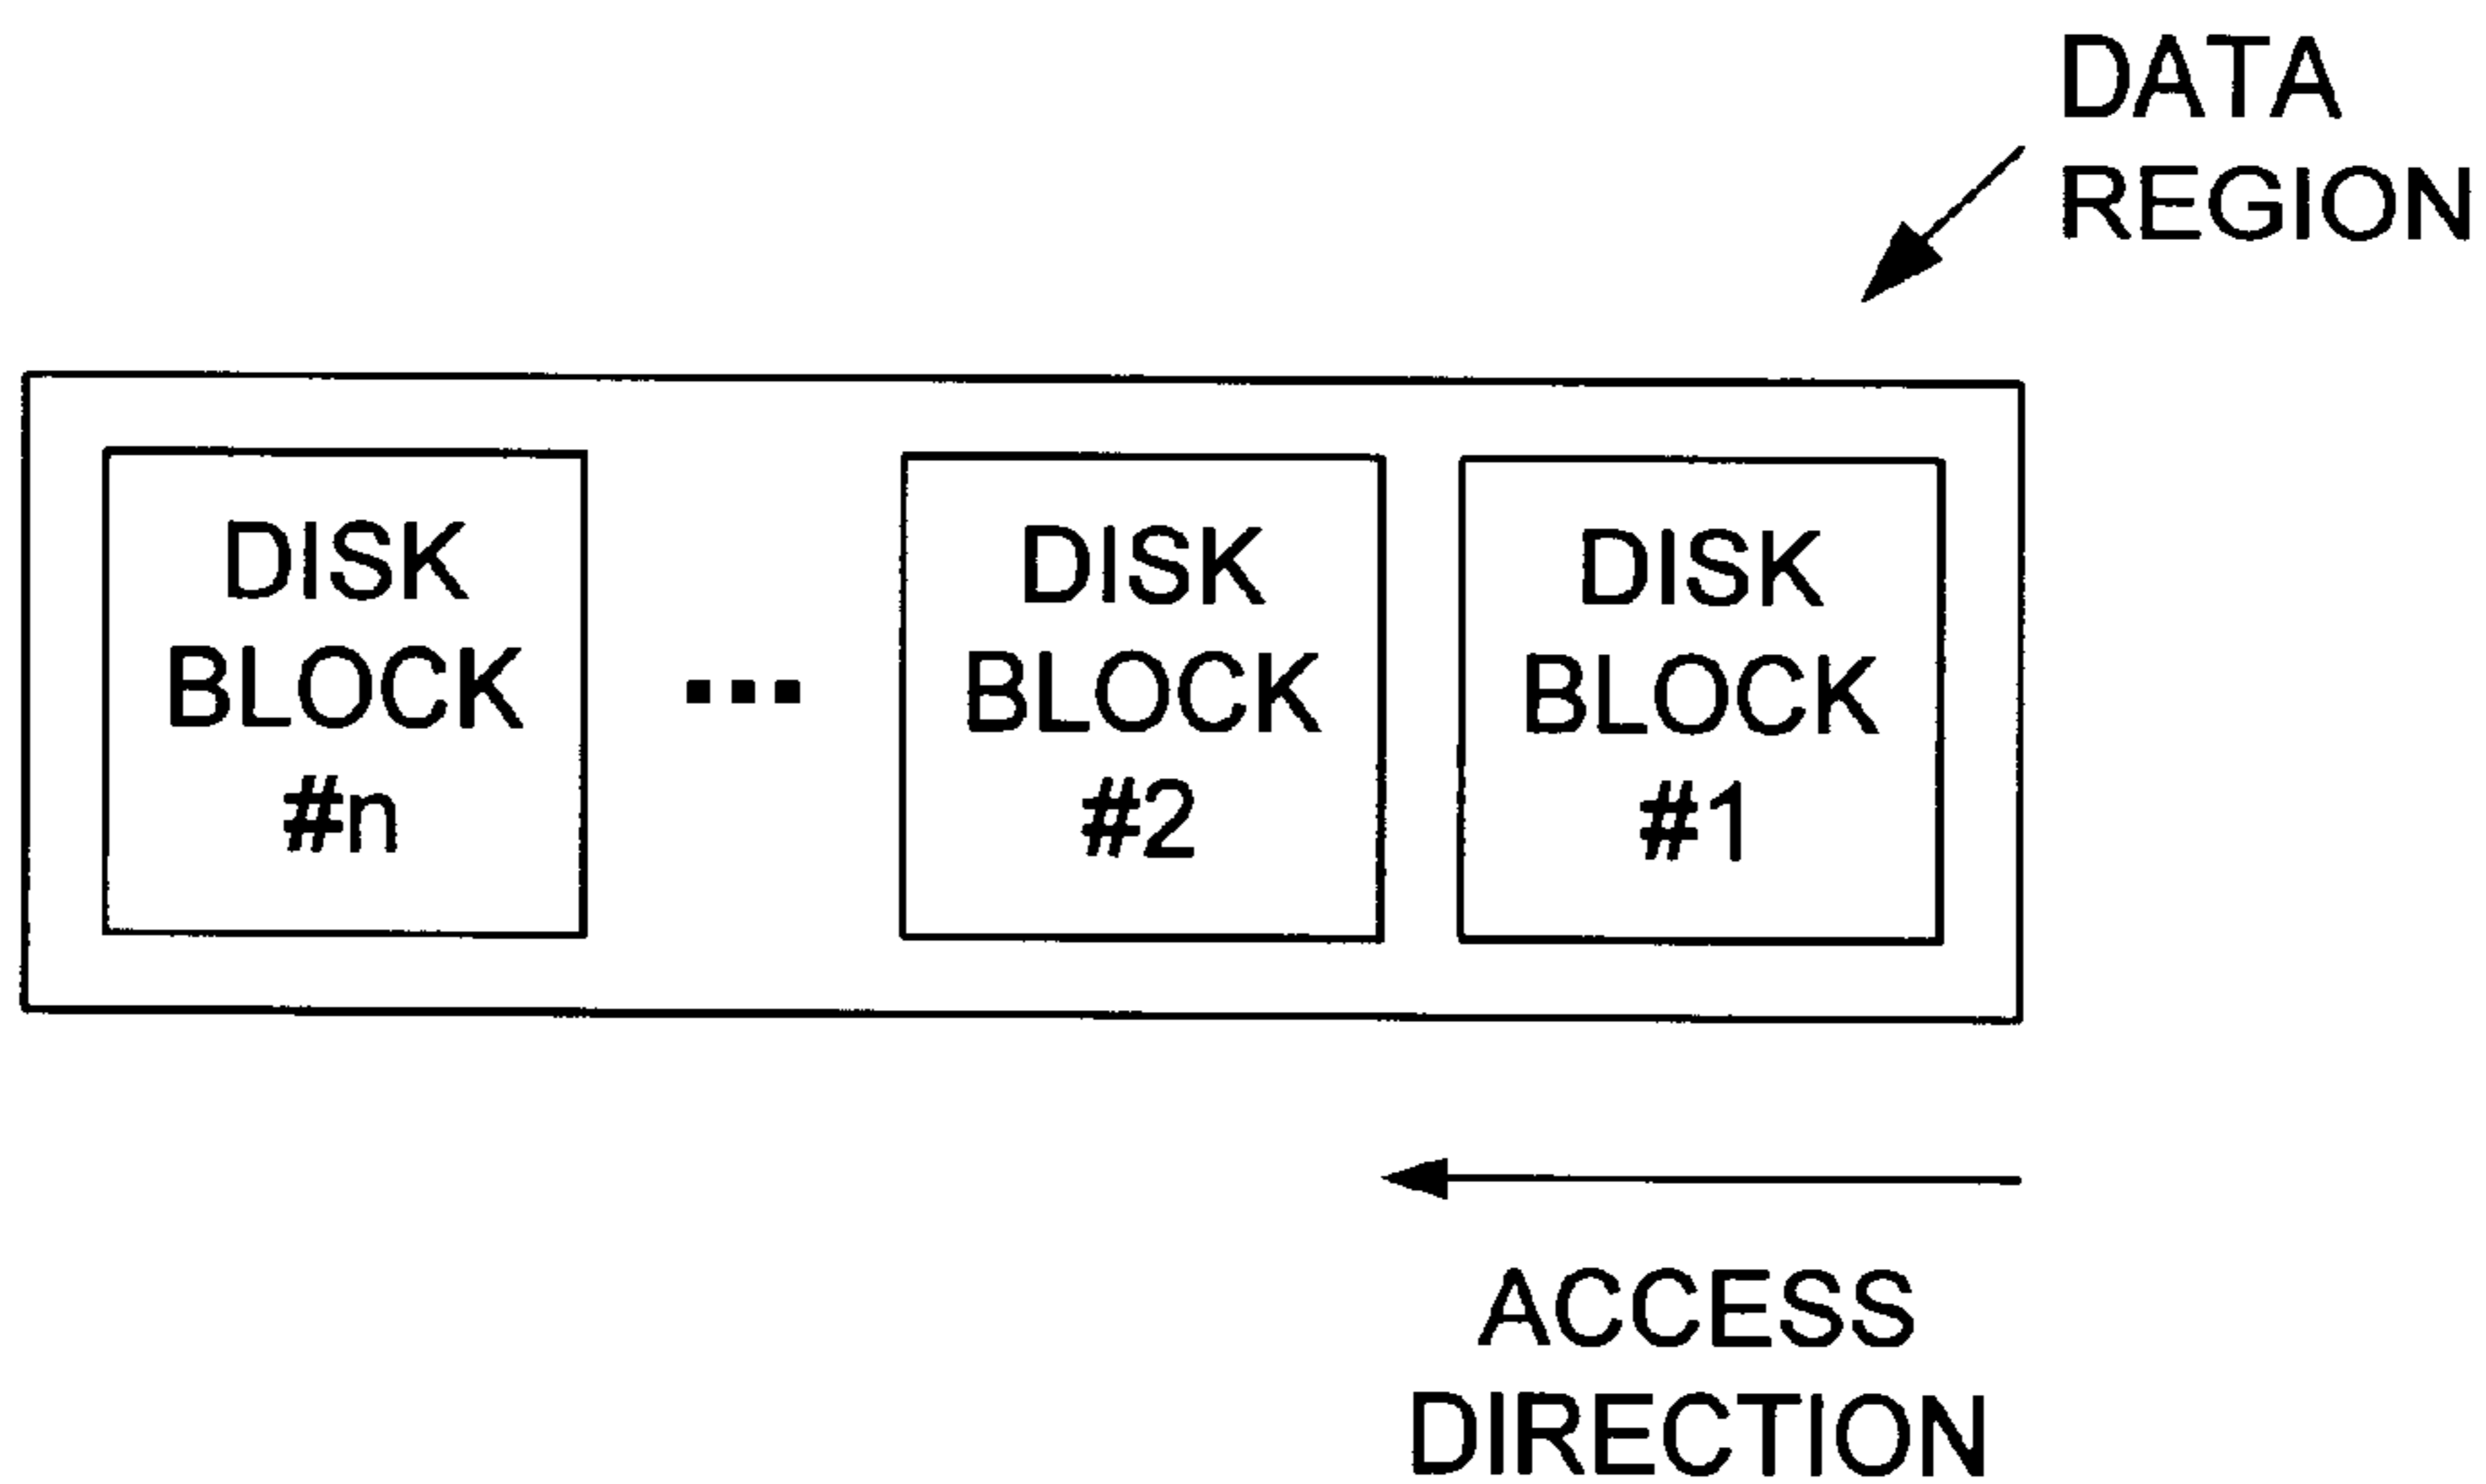 DATA
REGION
DISK
BLOCK
#n
DISK
BLOCK
#2
DISK
BLOCK
#1
ACCESS
DIRECTION